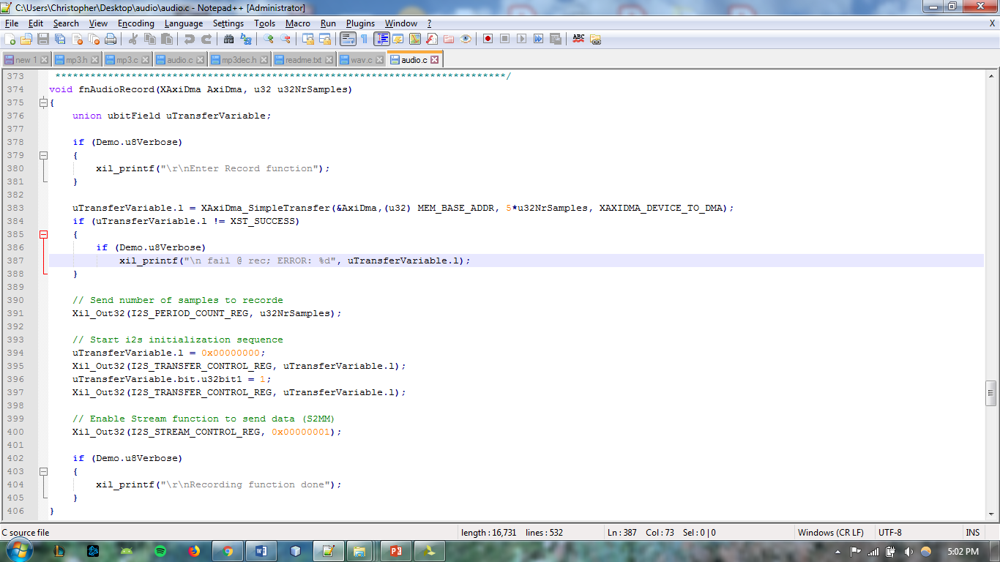 C:\Users\Christopher\Desktop\audio\audio.c - Notepad++ [Administrator]
File Edit Search View Encoding Language Settings Tools Macro Run Plugins Window ? X
new 1 mp3.h mp3.c audio.c mp3dec.h readme.txt wav.c audio.c
373 *****************************************************************************/
374 void fnAudioRecord(XAxiDma AxiDma, u32 u32NrSamples)
375 {
376 union ubitField uTransferVariable;
377
378 if (Demo.u8Verbose)
379 {
380 xil_printf("\r\nEnter Record function");
381 }
382
383 uTransferVariable.l = XAxiDma_SimpleTransfer(&AxiDma,(u32) MEM_BASE_ADDR, 5*u32NrSamples, XAXIDMA_DEVICE_TO_DMA);
384 if (uTransferVariable.l != XST_SUCCESS)
385 {
386 if (Demo.u8Verbose)
387 xil_printf("\n fail @ rec; ERROR: %d", uTransferVariable.l);
388 }
389
390 // Send number of samples to recorde
391 Xil_Out32(I2S_PERIOD_COUNT_REG, u32NrSamples);
392
393 // Start i2s initialization sequence
394 uTransferVariable.l = 0x00000000;
395 Xil_Out32(I2S_TRANSFER_CONTROL_REG, uTransferVariable.l);
396 uTransferVariable.bit.u32bit1 = 1;
397 Xil_Out32(I2S_TRANSFER_CONTROL_REG, uTransferVariable.l);
398
399 // Enable Stream function to send data (S2MM)
400 Xil_Out32(I2S_STREAM_CONTROL_REG, 0x00000001);
401
402 if (Demo.u8Verbose)
403 {
404 xil_printf("\r\nRecording function done");
405 }
406 }
C source file length : 16,731 lines : 532 Ln : 387 Col : 73 Sel : 0 | 0 Windows (CR LF) UTF-8 INS
5:02 PM